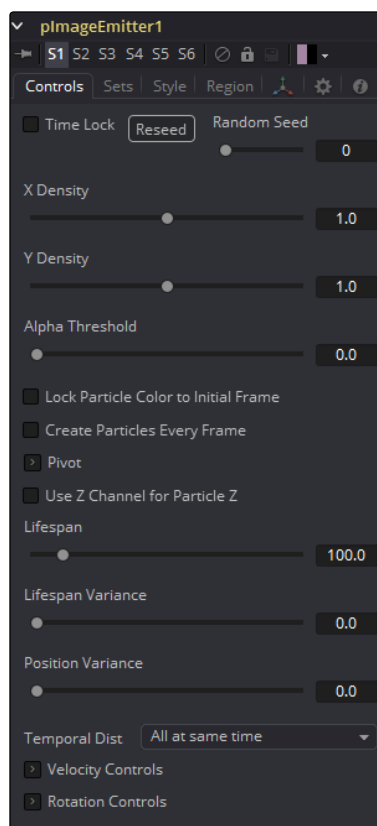 pImageEmitter1
S1 S2 S3 S4 S5 S6
Controls Sets Style Region
Time Lock Reseed Random Seed
0
X Density
1.0
Y Density
1.0
Alpha Threshold
0.0
Lock Particle Color to Initial Frame
Create Particles Every Frame
Pivot
Use Z Channel for Particle Z
Lifespan
100.0
Lifespan Variance
0.0
Position Variance
0.0
Temporal Dist All at same time
Velocity Controls
Rotation Controls